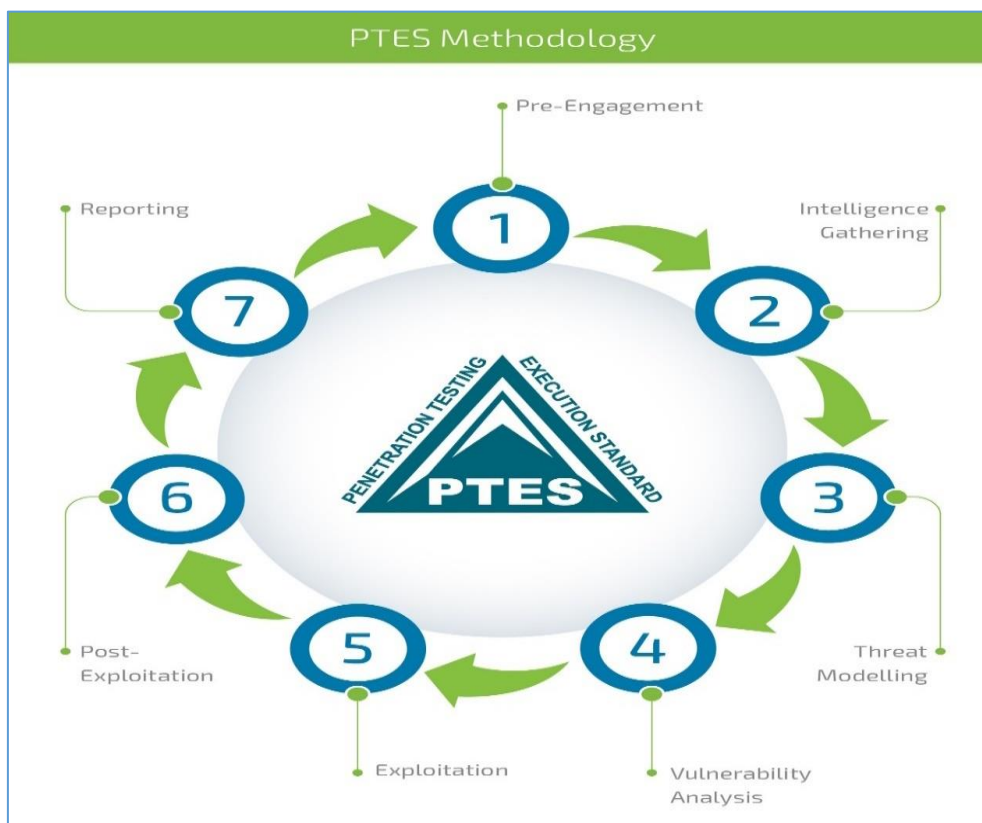 PTES Methodology
1
Pre-Engagement
2
Intelligence
Gathering
3
Threat
Modelling
4
Vulnerability
Analysis
5
Exploitation
6
Post-
Exploitation
7
Reporting
PENETRATION TESTING
EXECUTION STANDARD
PTES